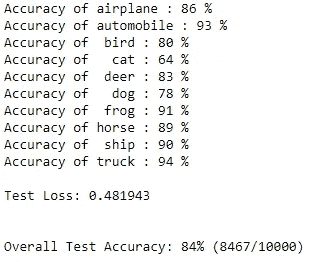 Accuracy of airplane : 86 %
Accuracy of automobile : 93 %
Accuracy of  bird : 80 %
Accuracy of   cat : 64 %
Accuracy of  deer : 83 %
Accuracy of   dog : 78 %
Accuracy of  frog : 91 %
Accuracy of horse : 89 %
Accuracy of  ship : 90 %
Accuracy of truck : 94 %
Test Loss: 0.481943
Overall Test Accuracy: 84% (8467/10000)